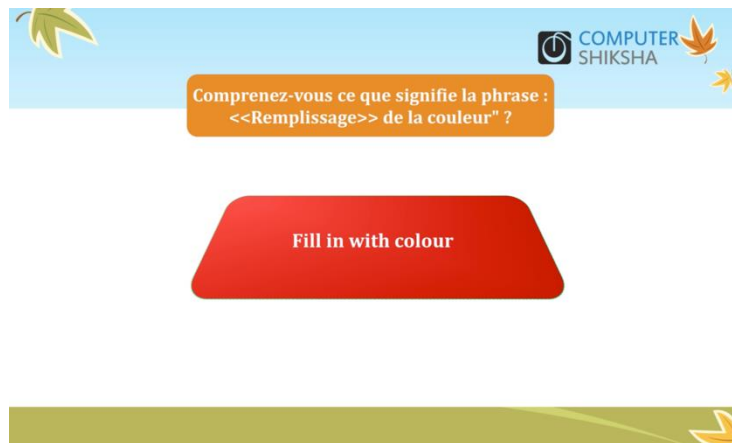 COMPUTER
SHIKSHA
Comprenez-vous ce que signifie la phrase :
<<Remplissage>> de la couleur" ?
Fill in with colour